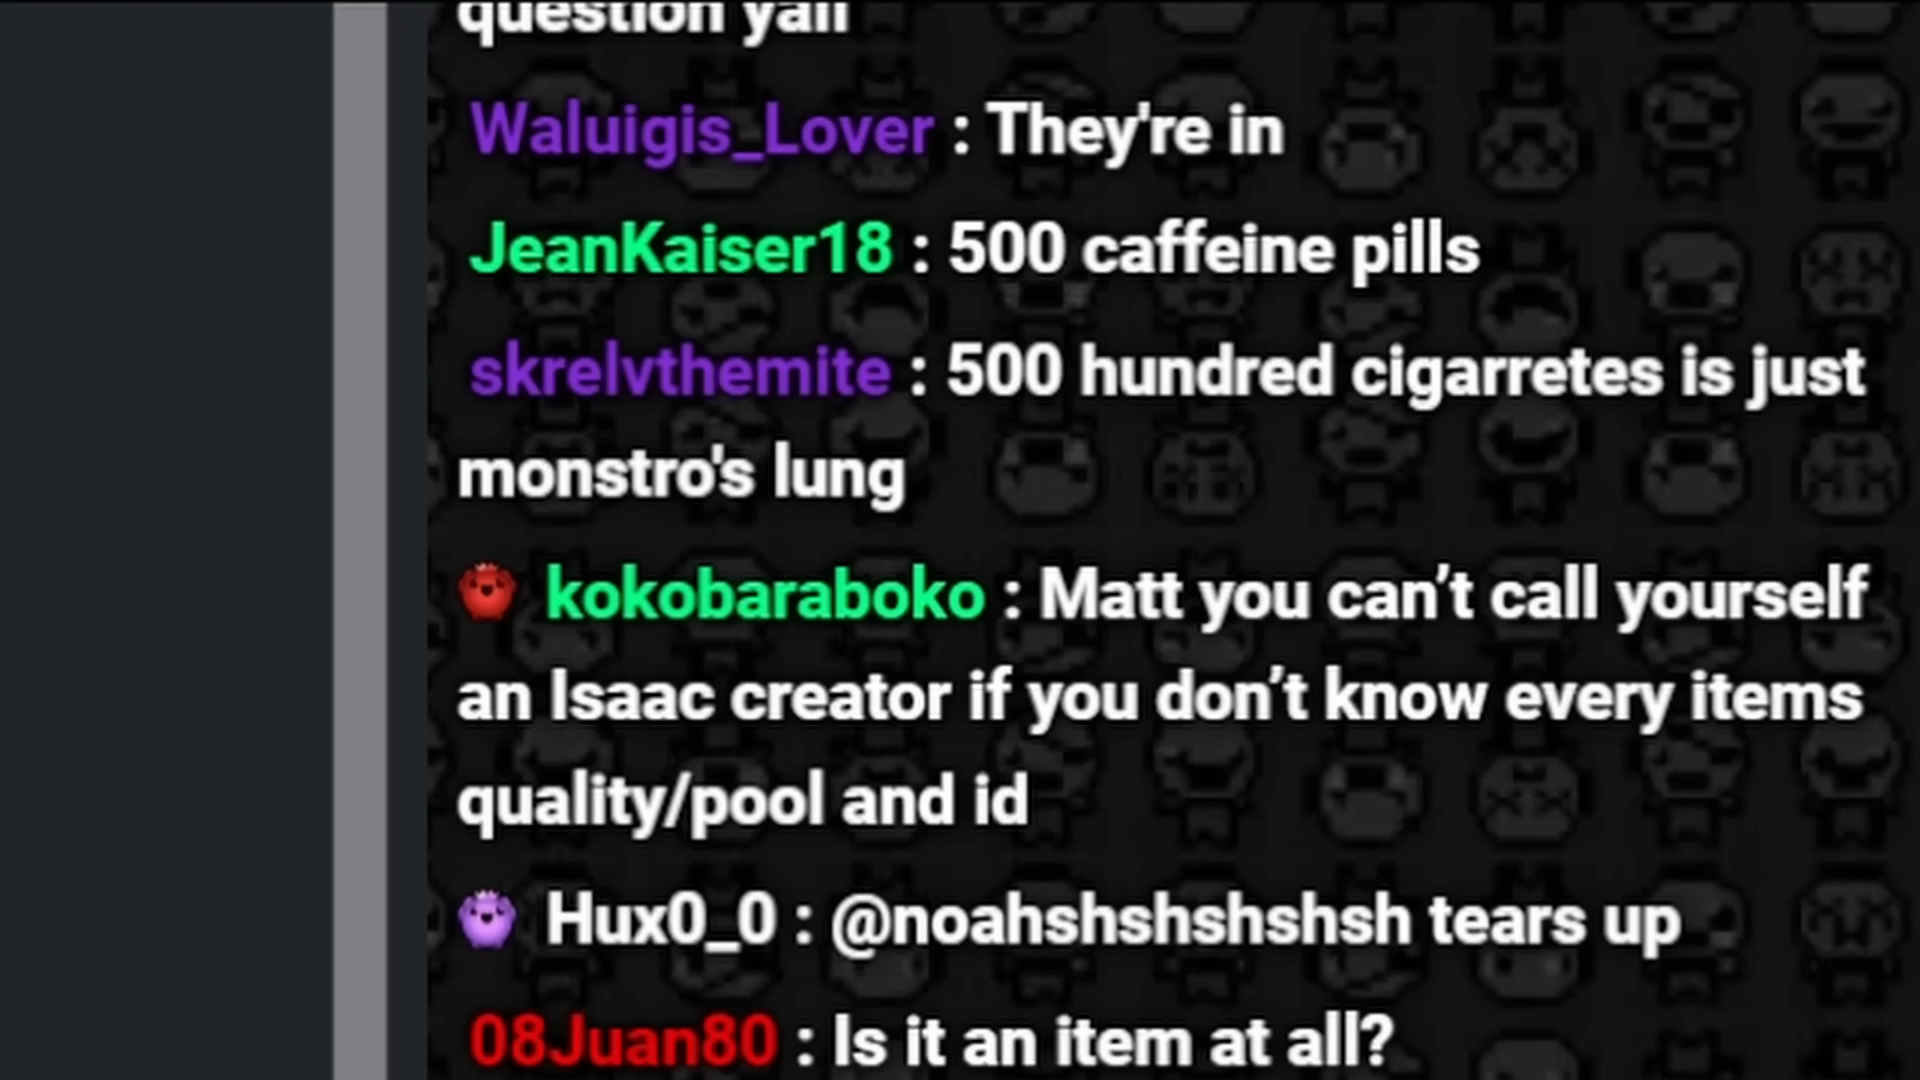 question yall
Waluigis_Lover : They're in
JeanKaiser18 : 500 caffeine pills
skrelvthemite : 500 hundred cigarretes is just
monstro's lung
kokobaraboko : Matt you can’t call yourself
an Isaac creator if you don’t know every items
quality/pool and id
Hux0_0 : @noahshshshshsh tears up
08Juan80 : Is it an item at all?